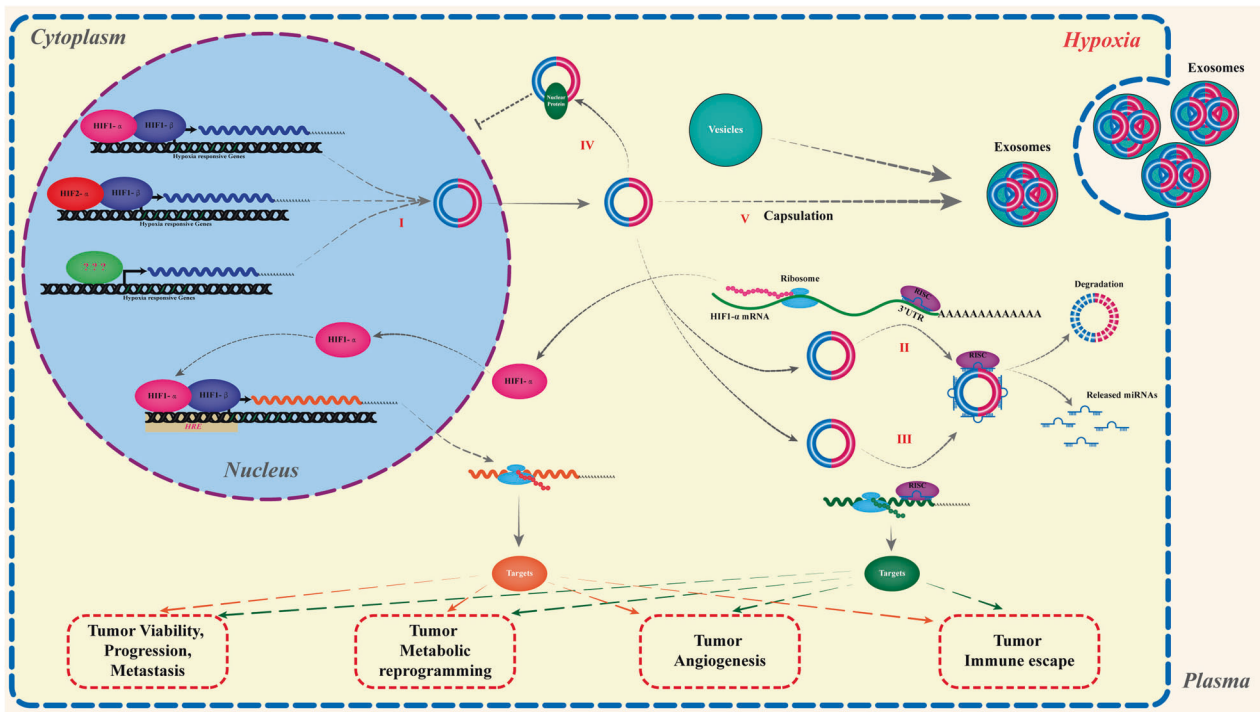 Cytoplasm
Hypoxia
Exosomes
Nuclear
Protein
HIF1- α
HIF1- β
AAAAAAAAAA
Hypoxia responsive Genes
IV
Vesicles
Exosomes
HIF2- α
HIF1- β
Hypoxia responsive Genes
I
V
Capsulation
? ? ?
Hypoxia responsive Genes
Ribosome
RISC
HIF1-α mRNA
3'UTR
AAAAAAAAAAAAA
Degradation
HIF1- α
II
RISC
HIF1- α
HIF1- α
HIF1- β
HRE
Released miRNAs
III
Nucleus
RISC
Targets
Targets
Tumor Viability,
Progression,
Metastasis
Tumor
Metabolic
reprogramming
Tumor
Angiogenesis
Tumor
Immune escape
Plasma